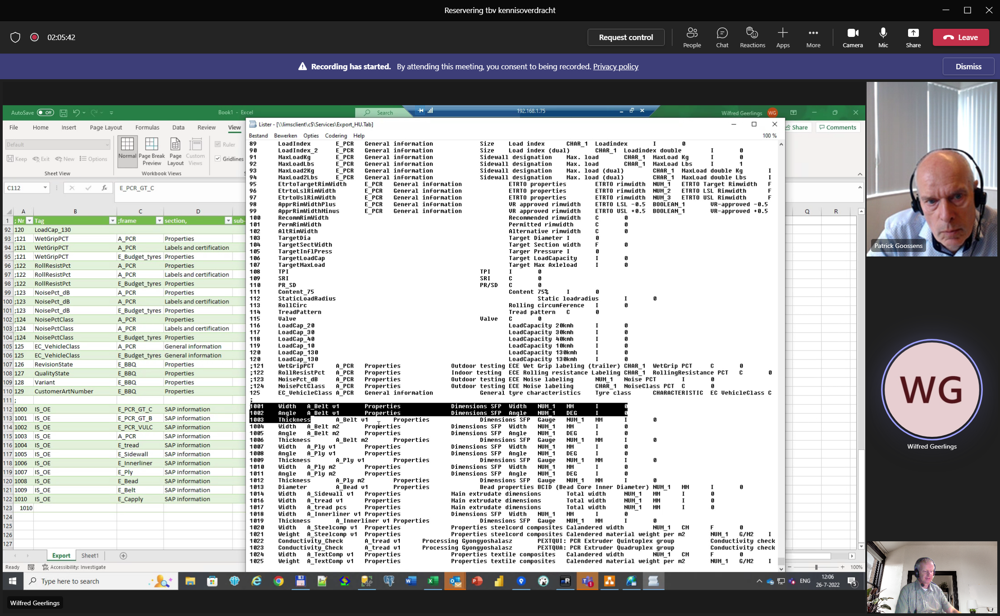 Reservering tbv kennisoverdracht
02:05:42
Request control
People
Chat
Reactions
Apps
More
Camera
Mic
Share
Leave
Recording has started. By attending this meeting, you consent to being recorded. Privacy policy
Dismiss
AutoSave Off
Book1 - Excel
Search
192.168.1.75
Wilfred Geerlings WG
File Home Insert Page Layout Formulas Data Review View
Share
Comments
Default
Keep Exit New Options
Sheet View
Normal
Page Break Preview
Page Layout
Custom Views
Workbook Views
Ruler
Gridlines
C112
fx
E_PCR_GT_C
A B C D Q R
1 ; Nr Tag ;frame section, sub-
92 120 LoadCap_130
93 ;121 WetGripPCT A_PCR Properties
94 ;121 WetGripPCT A_PCR Labels and certification
95 ;121 WetGripPCT E_Budget_tyres Properties
96 ;122 RollResistPct A_PCR Properties
97 ;122 RollResistPct A_PCR Labels and certification
98 ;122 RollResistPct E_Budget_tyres Properties
99 ;123 NoisePct_dB A_PCR Properties
100 ;123 NoisePct_dB A_PCR Labels and certification
101 ;123 NoisePct_dB E_Budget_tyres Properties
102 ;124 NoisePctClass A_PCR Properties
103 ;124 NoisePctClass A_PCR Labels and certification
104 ;124 NoisePctClass E_Budget_tyres Properties
105 125 EC_VehicleClass A_PCR General information
106 125 EC_VehicleClass E_Budget_tyres General information
107 126 RevisionState E_BBQ Properties
108 127 QualityState E_BBQ Properties
109 128 Variant E_BBQ Properties
110 129 CustomerArtNumber E_BBQ Properties
111 ;
112 1000 IS_OE E_PCR_GT_C SAP information
113 1001 IS_OE E_PCR_GT_B SAP information
114 1002 IS_OE E_PCR_VULC SAP information
115 1003 IS_OE A_PCR SAP information
116 1004 IS_OE E_tread SAP information
117 1005 IS_OE E_Sidewall SAP information
118 1006 IS_OE E_Innerliner SAP information
119 1007 IS_OE E_Ply SAP information
120 1008 IS_OE E_Bead SAP information
121 1009 IS_OE E_Belt SAP information
122 1010 IS_OE E_Capply SAP information
123 1010
124
125
126
127
Export Sheet1
Ready Accessibility: Investigate
100%
Lister - [\\limsclient\c$\Services\Export_HU.Tab]
Bestand Bewerken Opties Codering Help 100 %
89 LoadIndex E_PCR General information Size Load index CHAR_1 Loadindex I 0
90 LoadIndex_2 E_PCR General information Size Load index (dual) CHAR_1 Loadindex double I 0
91 MaxLoadKg E_PCR General information Sidewall designation Max. load CHAR_1 MaxLoad Kg I 0
92 MaxLoadLbs E_PCR General information Sidewall designation Max. load CHAR_1 MaxLoad Lbs I 1
93 MaxLoad2Kg E_PCR General information Sidewall designation Max. load (dual) CHAR_1 MaxLoad double Kg I
94 MaxLoad2Lbs E_PCR General information Sidewall designation Max. load (dual) CHAR_1 MaxLoad double Lbs I
95 EtrtoTargetRimWidth E_PCR General information ETRTO properties ETRTO rimwidth NUM_1 ETRTO Target Rimwidth F
96 EtrtoLslRimWidth E_PCR General information ETRTO properties ETRTO rimwidth NUM_2 ETRTO LSL Rimwidth F
97 EtrtoUslRimWidth E_PCR General information ETRTO properties ETRTO rimwidth NUM_3 ETRTO USL Rimwidth F
98 ApprRimWidthPlus E_PCR General information VR approved rimwidth ETRTO LSL -0.5 BOOLEAN_1 VR-approved -0.5
99 ApprRimWidthMinus E_PCR General information VR approved rimwidth ETRTO USL +0.5 BOOLEAN_1 VR-approved +0.5
100 RecommRimWidth Recommended rimwidth C 0
101 PermRimWidth Permitted rimwidth C 0
102 AltRimWidth Alternative rimwidth C 0
103 TargetDia Target Diameter I 0
104 TargetSectWidth Target Section width F 0
105 TargetInflPress Targer Pressure I 0
106 TargetLoadCap Target LoadCapacity I 0
107 TargetMaxLoad Target Max Axleload I 0
108 TPI TPI I 0
109 SRI SRI C 0
110 PR_SD PR/SD C 0
111 Content_75 Content 75% I 0
112 StaticLoadRadius Static loadradius I 0
113 RollCirc Rolling circumference I 0
114 TreadPattern Tread pattern C 0
115 Valve Valve C 0
116 LoadCap_20 LoadCapacity 20kmh I 0
117 LoadCap_30 LoadCapacity 30kmh I 0
118 LoadCap_40 LoadCapacity 40kmh I 0
119 LoadCap_10 LoadCapacity 10kmh I 0
120 LoadCap_130 LoadCapacity 130kmh I 0
120 LoadCap_130 LoadCapacity 130kmh I 0
;121 WetGripPCT A_PCR Properties Outdoor testing ECE Wet Grip labeling (trailer) CHAR_1 WetGrip PCT C 0
;122 RollResistPct A_PCR Properties Indoor testing ECE Rolling resistance Labeling CHAR_1 RollingResistance PCT C 0
;123 NoisePct_dB A_PCR Properties Outdoor testing ECE Noise labeling NUM_1 Noise PCT I 0
;124 NoisePctClass A_PCR Properties Outdoor testing ECE Noise labeling CHAR_1 NoiseClass PCT C 0
125 EC_VehicleClass A_PCR General information General tyre characteristics Tyre class CHARACTERISTIC EC VehicleClass C
;
1001 Width A_Belt v1 Properties Dimensions SFP Width NUM_1 MM I 0
1002 Angle A_Belt v1 Properties Dimensions SFP Angle NUM_1 DEG I 0
1003 Thickness A_Belt v1 Properties Dimensions SFP Gauge NUM_1 MM I 0
1004 Width A_Belt m2 Properties Dimensions SFP Width NUM_1 MM I 0
1005 Angle A_Belt m2 Properties Dimensions SFP Angle NUM_1 DEG I 0
1006 Thickness A_Belt m2 Properties Dimensions SFP Gauge NUM_1 MM I 0
1007 Width A_Ply v1 Properties Dimensions SFP Width NUM_1 MM I 0
1008 Angle A_Ply v1 Properties Dimensions SFP Angle NUM_1 DEG I 0
1009 Thickness A_Ply v1 Properties Dimensions SFP Gauge NUM_1 MM I 0
1010 Width A_Ply m2 Properties Dimensions SFP Width NUM_1 MM I 0
1011 Angle A_Ply m2 Properties Dimensions SFP Angle NUM_1 DEG I 0
1012 Thickness A_Ply m2 Properties Dimensions SFP Gauge NUM_1 MM I 0
1013 Diameter A_Bead v1 Properties Bead properties BCID (Bead Core Inner Diameter) NUM_1 MM I 0
1014 Width A_Sidewall v1 Properties Main extrudate dimensions Total width NUM_1 MM I 0
1016 Width A_tread v1 Properties Main extrudate dimensions Total width NUM_1 MM I 0
1017 Width A_tread pcs Properties Main extrudate dimensions Total width NUM_1 MM I 0
1018 Width A_Innerliner v1 Properties Dimensions SFP Width NUM_1 MM I 0
1019 Thickness A_Innerliner v1 Properties Dimensions SFP Gauge NUM_1 MM I 0
1020 Width A_Steelcomp v1 Properties Properties steelcord composites Calandered width NUM_1 CM F 0
1021 Weight A_Steelcomp v1 Properties Properties steelcord composites Calendered material weight per m2 NUM_1 G/M2 I
1022 Conductivity_Check A_tread v1 Processing Gyongyoshalasz PEXTQUI: PCR Extruder Quintoplex group Conductivity check
1023 Conductivity_Check A_tread v1 Processing Gyongyoshalasz PEXTQUA: PCR Extruder Quadruplex group Conductivity check
1024 Width A_TextComp v1 Properties Properties textile composites Calandered width NUM_1 CM F 0
1025 Weight A_TextComp v1 Properties Properties textile composites Calendered material weight per m2 NUM_1 G/M2 I
Type here to search
ENG
12:06
26-7-2022
5
Wilfred Geerlings
Patrick Goossens
WG
Wilfred Geerlings